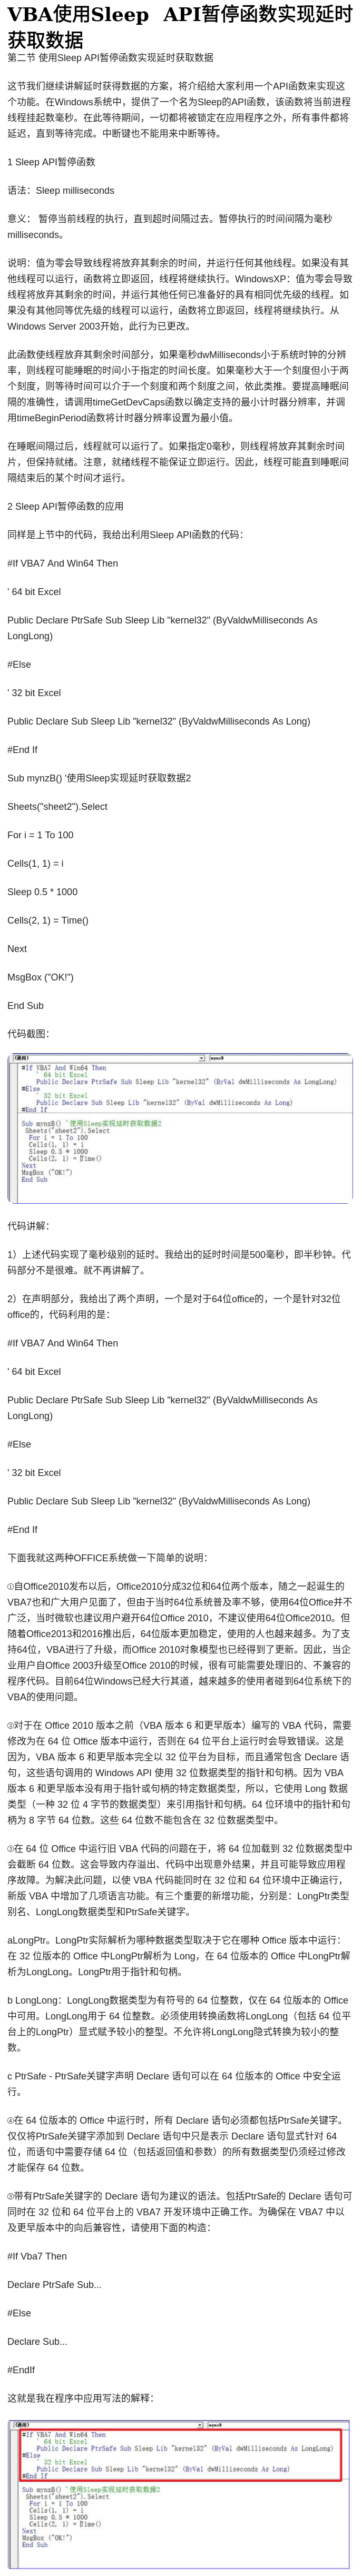 VBA使用Sleep API暂停函数实现延时
获取数据
第二节 使用Sleep API暂停函数实现延时获取数据
这节我们继续讲解延时获得数据的方案，将介绍给大家利用一个API函数来实现这
个功能。在Windows系统中，提供了一个名为Sleep的API函数，该函数将当前进程
线程挂起数毫秒。在此等待期间，一切都将被锁定在应用程序之外，所有事件都将
延迟，直到等待完成。中断键也不能用来中断等待。
1 Sleep API暂停函数
语法：Sleep milliseconds
意义： 暂停当前线程的执行，直到超时间隔过去。暂停执行的时间间隔为毫秒
milliseconds。
说明：值为零会导致线程将放弃其剩余的时间，并运行任何其他线程。如果没有其
他线程可以运行，函数将立即返回，线程将继续执行。WindowsXP：值为零会导致
线程将放弃其剩余的时间，并运行其他任何已准备好的具有相同优先级的线程。如
果没有其他同等优先级的线程可以运行，函数将立即返回，线程将继续执行。从
Windows Server 2003开始，此行为已更改。
此函数使线程放弃其剩余时间部分，如果毫秒dwMilliseconds小于系统时钟的分辨
率，则线程可能睡眠的时间小于指定的时间长度。如果毫秒大于一个刻度但小于两
个刻度，则等待时间可以介于一个刻度和两个刻度之间，依此类推。要提高睡眠间
隔的准确性，请调用timeGetDevCaps函数以确定支持的最小计时器分辨率，并调
用timeBeginPeriod函数将计时器分辨率设置为最小值。
在睡眠间隔过后，线程就可以运行了。如果指定0毫秒，则线程将放弃其剩余时间
片，但保持就绪。注意，就绪线程不能保证立即运行。因此，线程可能直到睡眠间
隔结束后的某个时间才运行。
2 Sleep API暂停函数的应用
同样是上节中的代码，我给出利用Sleep API函数的代码：
#If VBA7 And Win64 Then
' 64 bit Excel
Public Declare PtrSafe Sub Sleep Lib "kernel32" (ByValdwMilliseconds As
LongLong)
#Else
' 32 bit Excel
Public Declare Sub Sleep Lib "kernel32" (ByValdwMilliseconds As Long)
#End If
Sub mynzB() '使用Sleep实现延时获取数据2
Sheets("sheet2").Select
For i = 1 To 100
Cells(1, 1) = i
Sleep 0.5 * 1000
Cells(2, 1) = Time()
Next
MsgBox ("OK!")
End Sub
代码截图：
(通用) mynzB
#If VBA7 And Win64 Then
' 64 bit Excel
Public Declare PtrSafe Sub Sleep Lib "kernel32" (ByVal dwMilliseconds As LongLong)
#Else
' 32 bit Excel
Public Declare Sub Sleep Lib "kernel32" (ByVal dwMilliseconds As Long)
#End If
Sub mynzB() '使用Sleep实现延时获取数据2
Sheets("sheet2").Select
For i = 1 To 100
Cells(1, 1) = i
Sleep 0.5 * 1000
Cells(2, 1) = Time()
Next
MsgBox ("OK!")
End Sub
代码讲解：
1）上述代码实现了毫秒级别的延时。我给出的延时时间是500毫秒，即半秒钟。代
码部分不是很难。就不再讲解了。
2）在声明部分，我给出了两个声明，一个是对于64位office的，一个是针对32位
office的，代码利用的是：
#If VBA7 And Win64 Then
' 64 bit Excel
Public Declare PtrSafe Sub Sleep Lib "kernel32" (ByValdwMilliseconds As
LongLong)
#Else
' 32 bit Excel
Public Declare Sub Sleep Lib "kernel32" (ByValdwMilliseconds As Long)
#End If
下面我就这两种OFFICE系统做一下简单的说明：
①自Office2010发布以后，Office2010分成32位和64位两个版本，随之一起诞生的
VBA7也和广大用户见面了，但由于当时64位系统普及率不够，使用64位Office并不
广泛，当时微软也建议用户避开64位Office 2010，不建议使用64位Office2010。但
随着Office2013和2016推出后，64位版本更加稳定，使用的人也越来越多。为了支
持64位，VBA进行了升级，而Office 2010对象模型也已经得到了更新。因此，当企
业用户自Office 2003升级至Office 2010的时候，很有可能需要处理旧的、不兼容的
程序代码。目前64位Windows已经大行其道，越来越多的使用者碰到64位系统下的
VBA的使用问题。
②对于在 Office 2010 版本之前（VBA 版本 6 和更早版本）编写的 VBA 代码，需要
修改为在 64 位 Office 版本中运行，否则在 64 位平台上运行时会导致错误。这是
因为，VBA 版本 6 和更早版本完全以 32 位平台为目标，而且通常包含 Declare 语
句，这些语句调用的 Windows API 使用 32 位数据类型的指针和句柄。因为 VBA
版本 6 和更早版本没有用于指针或句柄的特定数据类型，所以，它使用 Long 数据
类型（一种 32 位 4 字节的数据类型）来引用指针和句柄。64 位环境中的指针和句
柄为 8 字节 64 位数。这些 64 位数不能包含在 32 位数据类型中。
③在 64 位 Office 中运行旧 VBA 代码的问题在于，将 64 位加载到 32 位数据类型中
会截断 64 位数。这会导致内存溢出、代码中出现意外结果，并且可能导致应用程
序故障。为解决此问题，以使 VBA 代码能同时在 32 位和 64 位环境中正确运行，
新版 VBA 中增加了几项语言功能。有三个重要的新增功能，分别是：LongPtr类型
别名、LongLong数据类型和PtrSafe关键字。
aLongPtr。LongPtr实际解析为哪种数据类型取决于它在哪种 Office 版本中运行：
在 32 位版本的 Office 中LongPtr解析为 Long，在 64 位版本的 Office 中LongPtr解
析为LongLong。LongPtr用于指针和句柄。
b LongLong：LongLong数据类型为有符号的 64 位整数，仅在 64 位版本的 Office
中可用。LongLong用于 64 位整数。必须使用转换函数将LongLong（包括 64 位平
台上的LongPtr）显式赋予较小的整型。不允许将LongLong隐式转换为较小的整
数。
c PtrSafe - PtrSafe关键字声明 Declare 语句可以在 64 位版本的 Office 中安全运
行。
④在 64 位版本的 Office 中运行时，所有 Declare 语句必须都包括PtrSafe关键字。
仅仅将PtrSafe关键字添加到 Declare 语句中只是表示 Declare 语句显式针对 64
位，而语句中需要存储 64 位（包括返回值和参数）的所有数据类型仍须经过修改
才能保存 64 位数。
⑤带有PtrSafe关键字的 Declare 语句为建议的语法。包括PtrSafe的 Declare 语句可
同时在 32 位和 64 位平台上的 VBA7 开发环境中正确工作。为确保在 VBA7 中以
及更早版本中的向后兼容性，请使用下面的构造：
#If Vba7 Then
Declare PtrSafe Sub...
#Else
Declare Sub...
#EndIf
这就是我在程序中应用写法的解释：
(通用) mynzB
#If VBA7 And Win64 Then
' 64 bit Excel
Public Declare PtrSafe Sub Sleep Lib "kernel32" (ByVal dwMilliseconds As LongLong)
#Else
' 32 bit Excel
Public Declare Sub Sleep Lib "kernel32" (ByVal dwMilliseconds As Long)
#End If
Sub mynzB() '使用Sleep实现延时获取数据2
Sheets("sheet2").Select
For i = 1 To 100
Cells(1, 1) = i
Sleep 0.5 * 1000
Cells(2, 1) = Time()
Next
MsgBox ("OK!")
End Sub